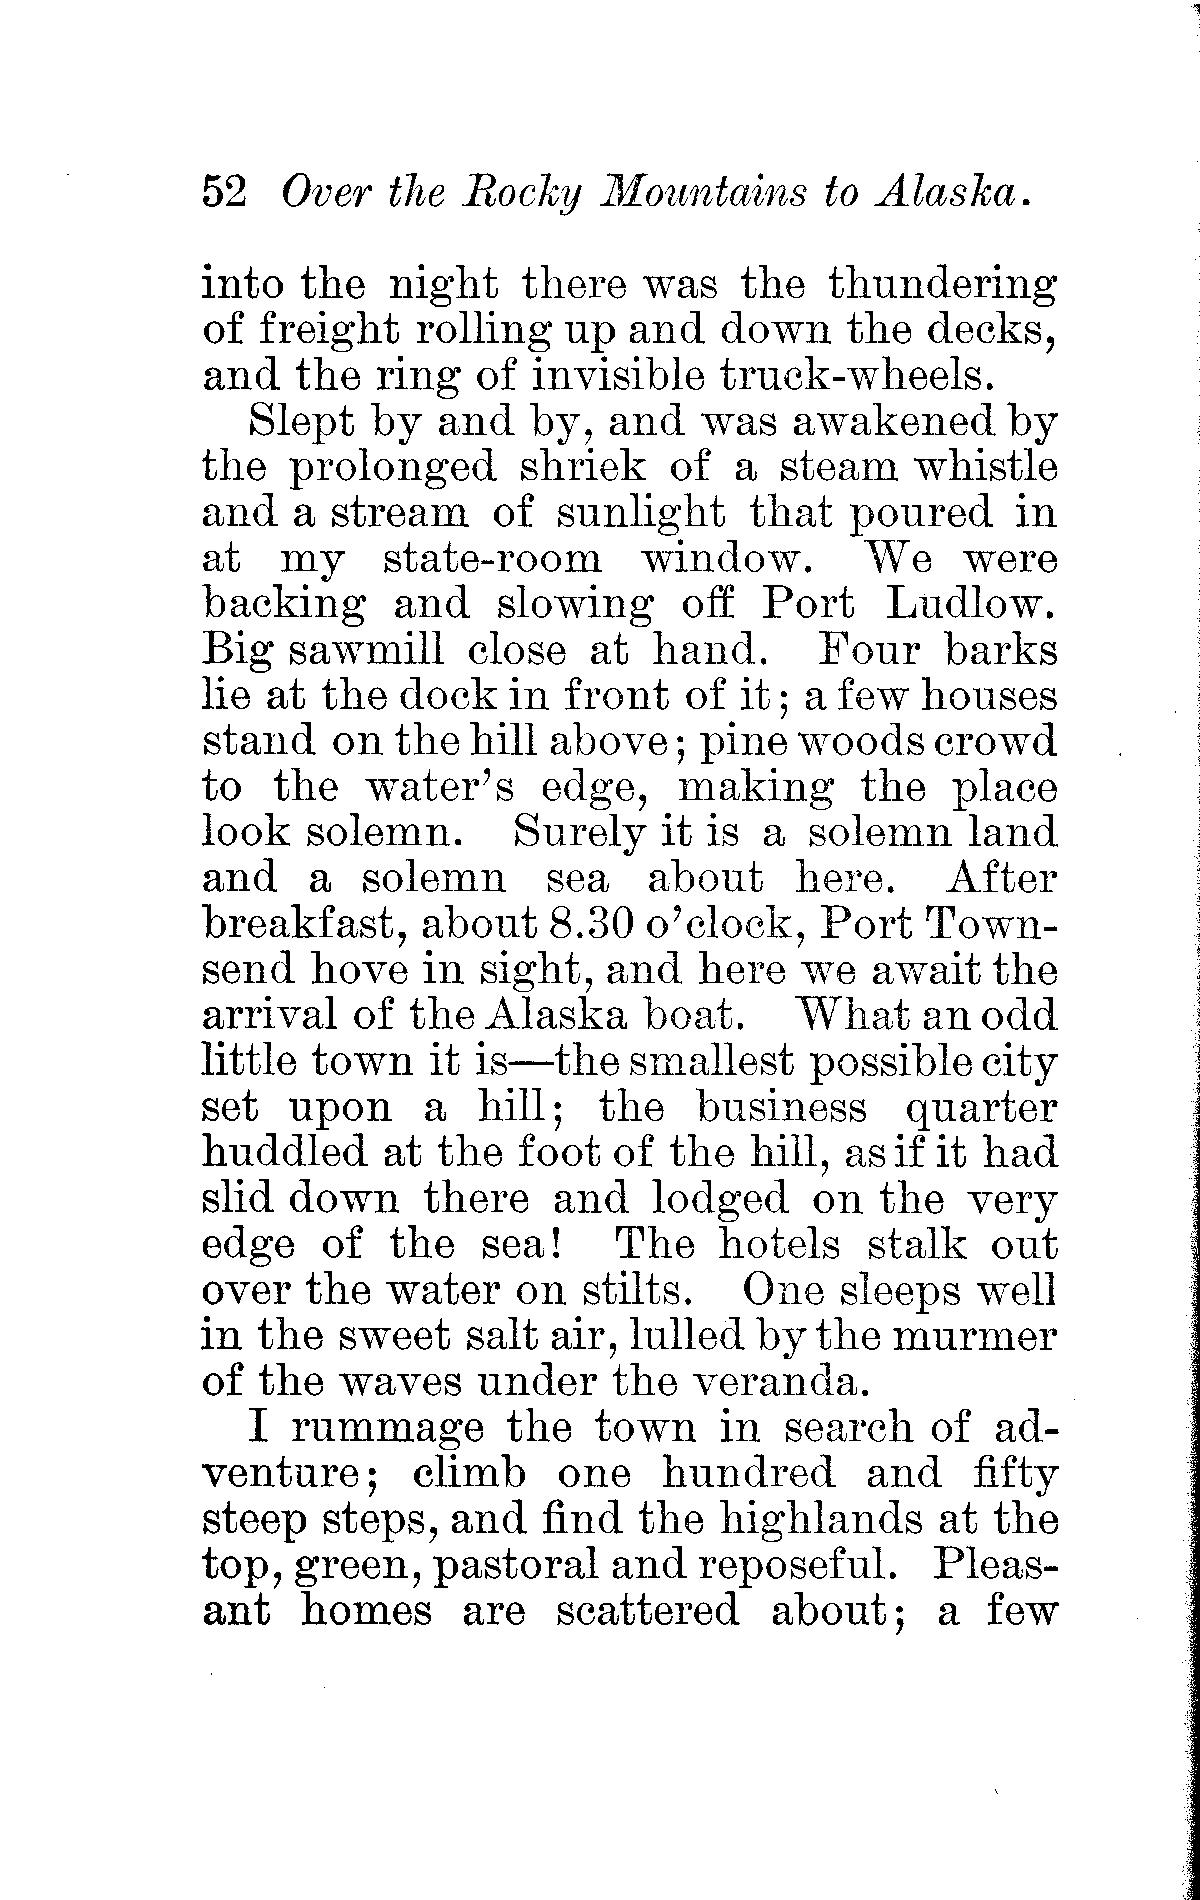 52 Over the Rocky Mountains to Alaska.
into the night there was the thundering
of freight rolling up and down the decks,
and the ring of invisible truck-wheels.
Slept by and by, and was awakened by
the prolonged shriek of a steam whistle
and a stream of sunlight that poured in
at my state-room window. We were
backing and slowing off Port Ludlow.
Big sawmill close at hand. Four barks
lie at the dock in front of it; a few houses
stand on the hill above; pine woods crowd
to the water's edge, making the place
look solemn. Surely it is a solemn land
and a solemn sea about here. After
breakfast, about 8.30 o'clock, Port Town-
send hove in sight, and here we await the
arrival of the Alaska boat. What an odd
little town it is—the smallest possible city
set upon a hill; the business quarter
huddled at the foot of the hill, as if it had
slid down there and lodged on the very
edge of the sea! The hotels stalk out
over the water on stilts. One sleeps well
in the sweet salt air, lulled by the murmer
of the waves under the veranda.
I rummage the town in search of ad-
venture; climb one hundred and fifty
steep steps, and find the highlands at the
top, green, pastoral and reposeful. Pleas-
ant homes are scattered about; a few